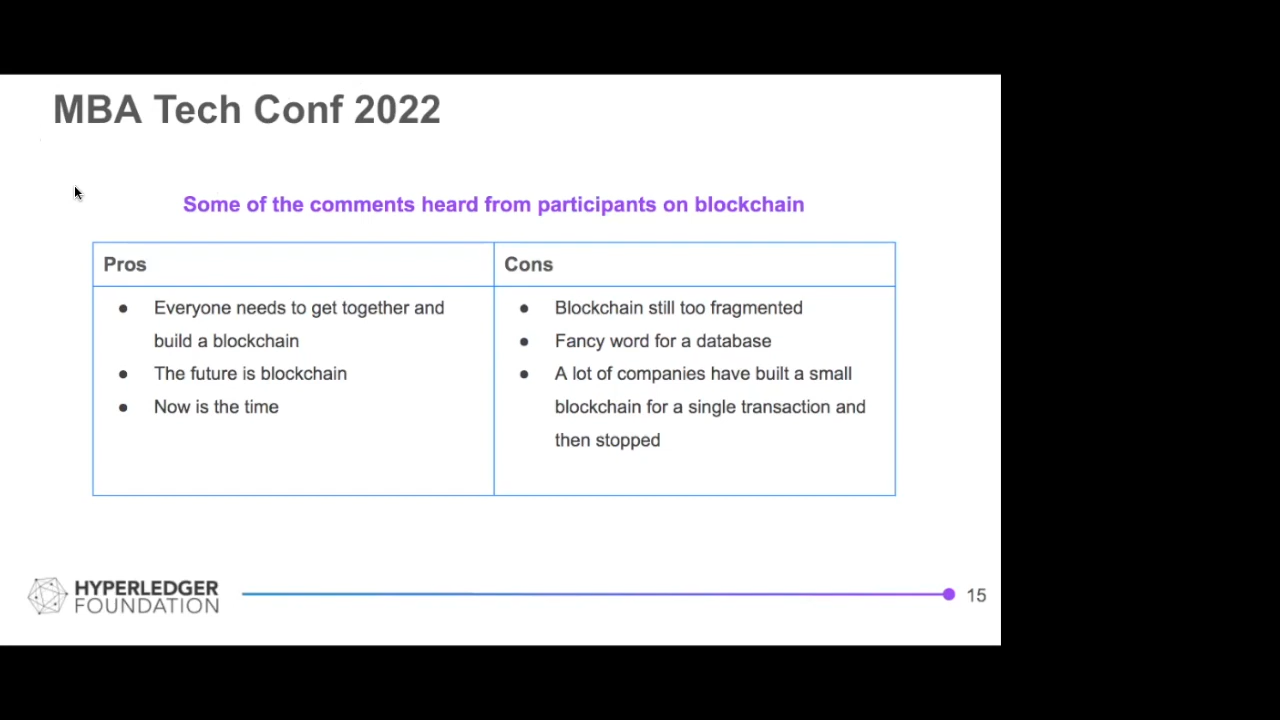 MBA Tech Conf 2022
Some of the comments heard from participants on blockchain
Pros
● Everyone needs to get together and
build a blockchain
● The future is blockchain
● Now is the time
Cons
● Blockchain still too fragmented
● Fancy word for a database
● A lot of companies have built a small
blockchain for a single transaction and
then stopped
HYPERLEDGER
FOUNDATION
15